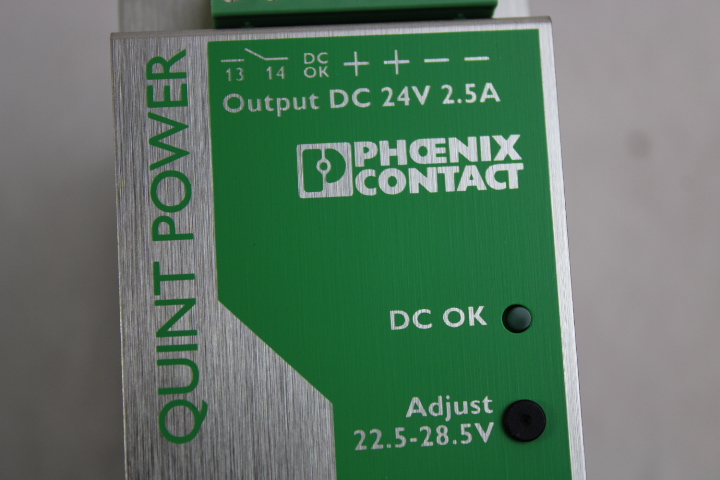 13 14 DC OK + + − −
Output DC 24V 2.5A
PHŒNIX
CONTACT
QUINT POWER
DC OK
Adjust
22.5-28.5V